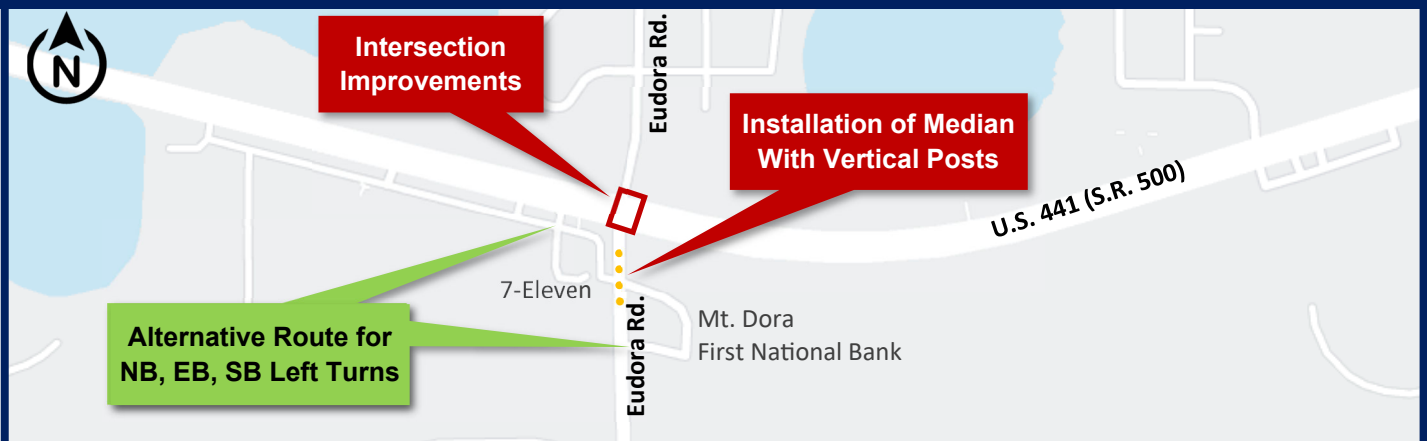 N
Intersection
Improvements
Eudora Rd.
Installation of Median
With Vertical Posts
U.S. 441 (S.R. 500)
7-Eleven
Mt. Dora
First National Bank
Alternative Route for
NB, EB, SB Left Turns
Eudora Rd.